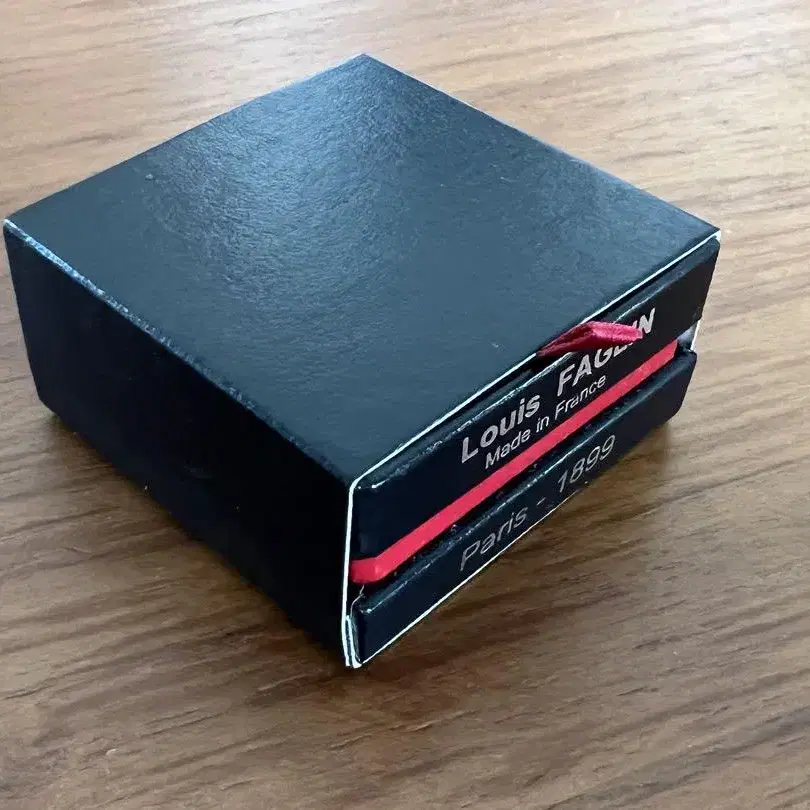 Louis FAGLIN
Made in France
Paris - 1899